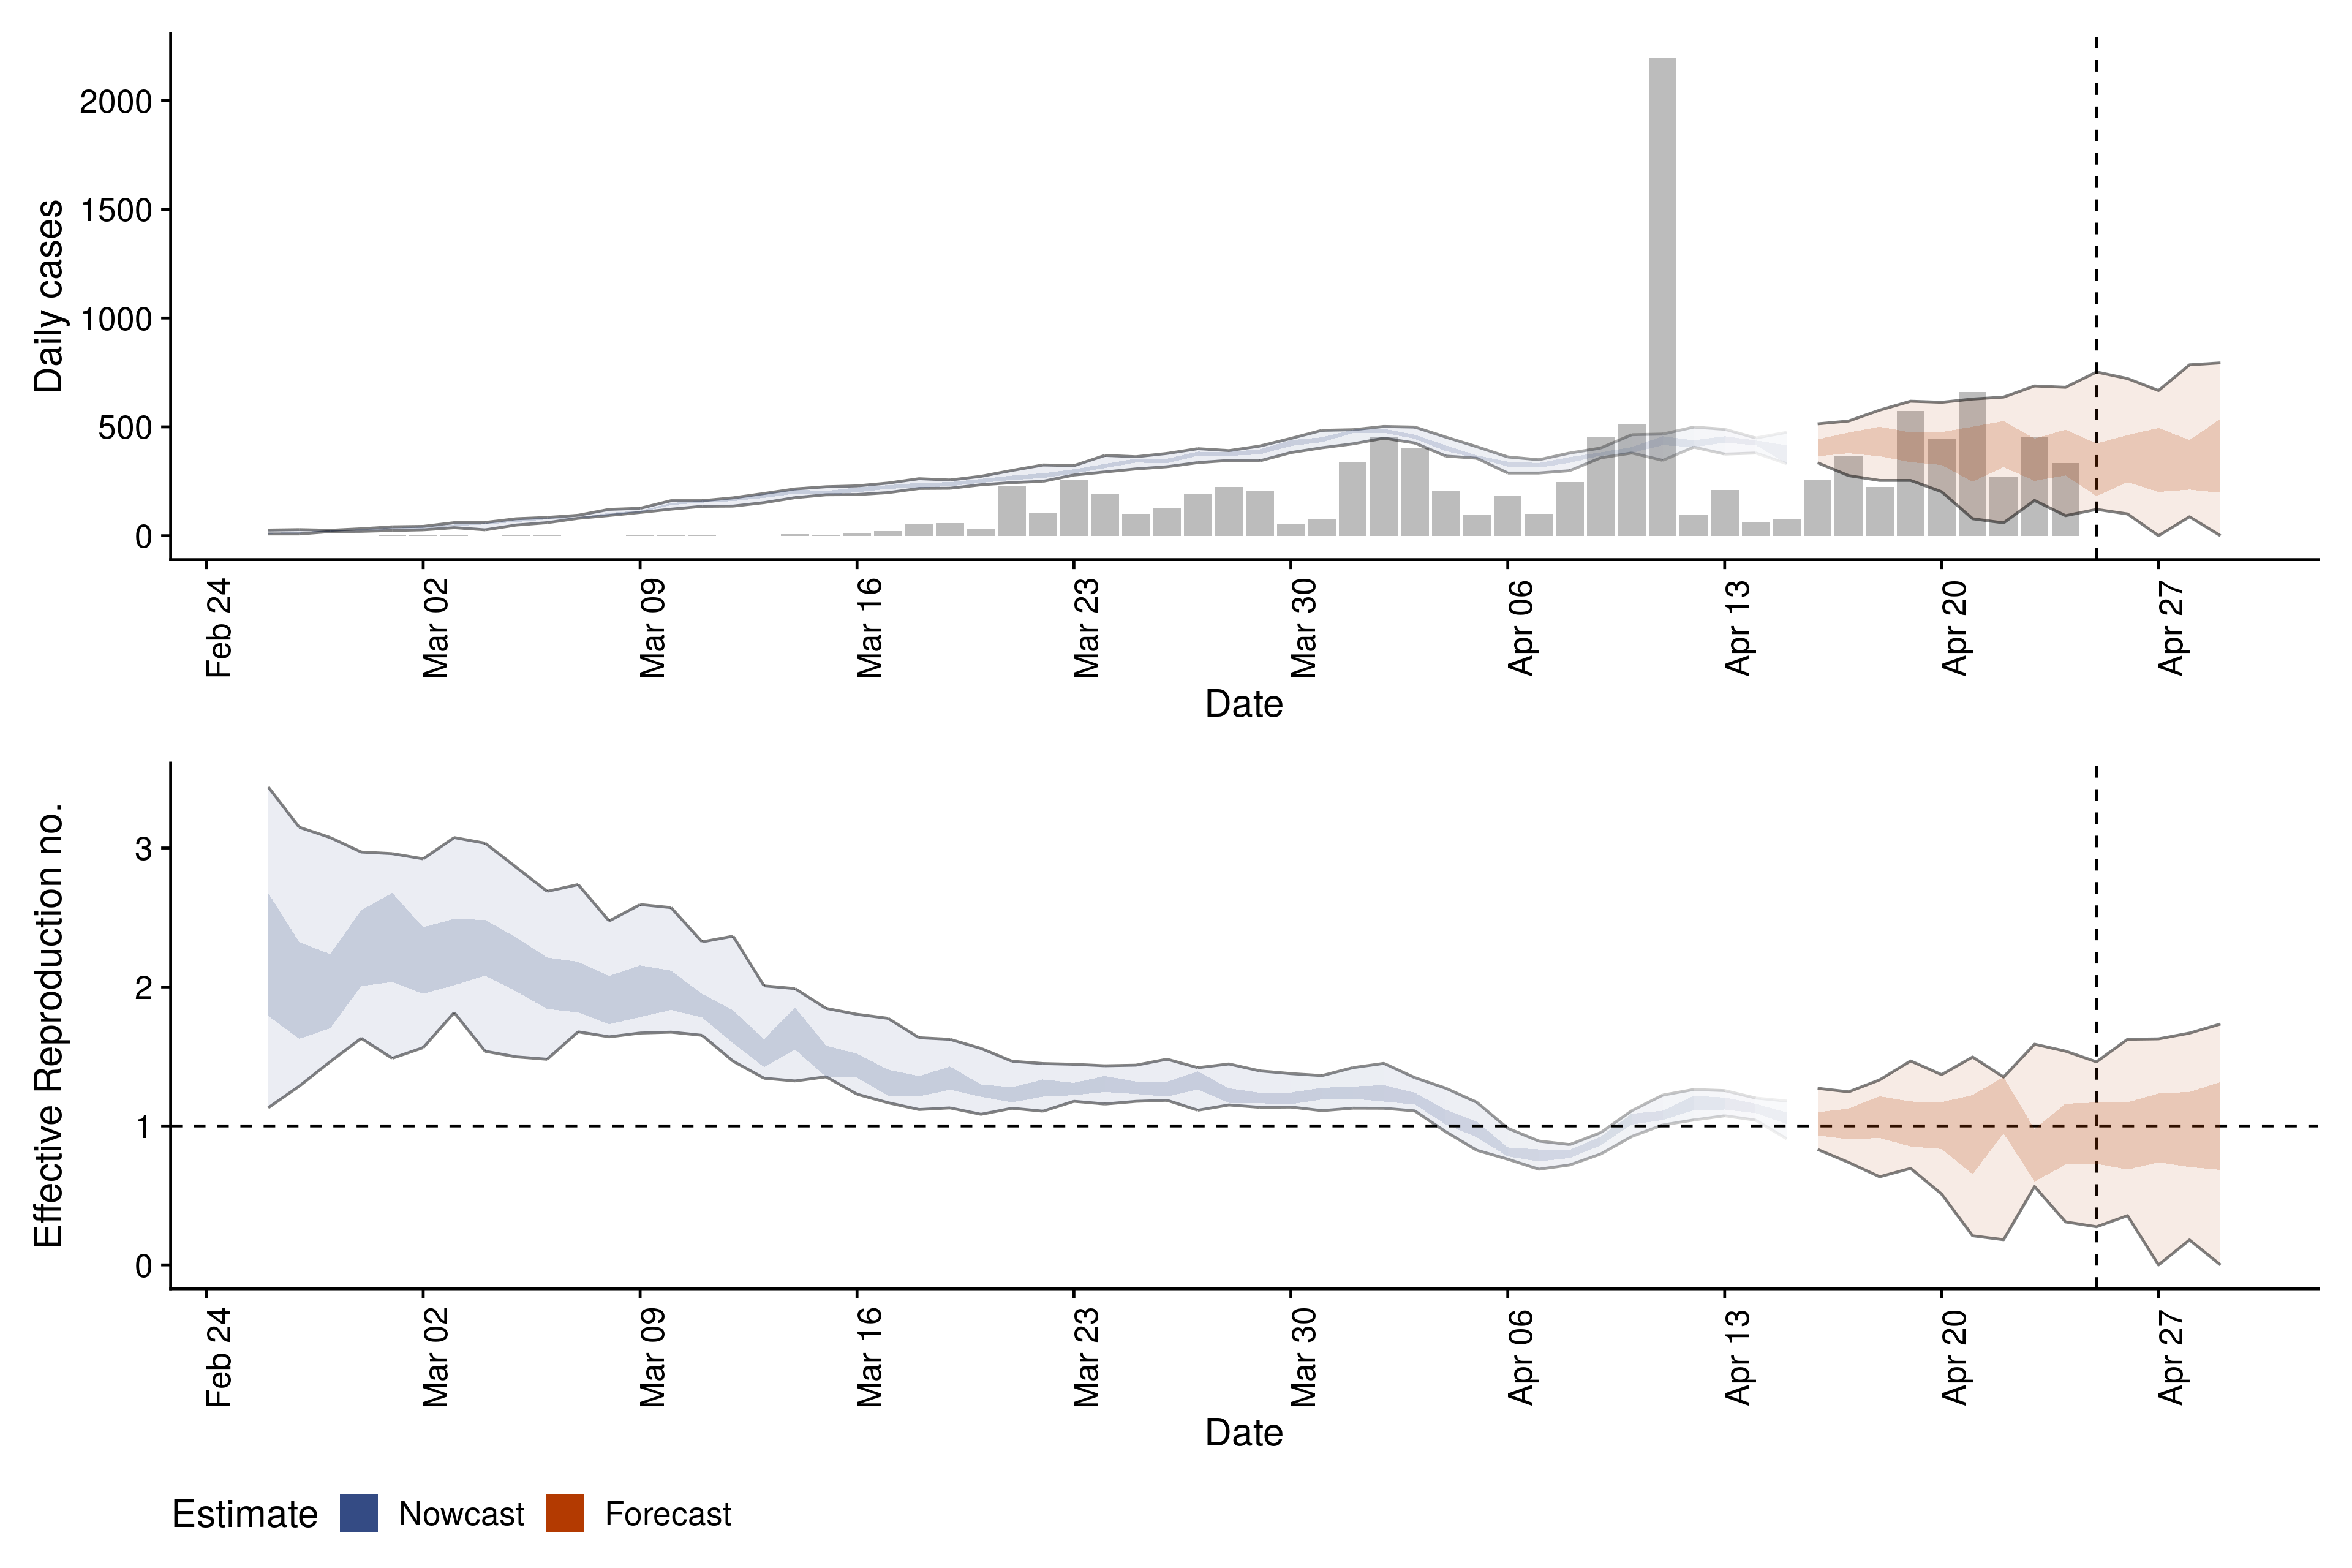 Daily cases
2000
1500
1000
500
0
Feb 24
Mar 02
Mar 09
Mar 16
Mar 23
Mar 30
Apr 06
Apr 13
Apr 20
Apr 27
Date
Effective Reproduction no.
3
2
1
0
Feb 24
Mar 02
Mar 09
Mar 16
Mar 23
Mar 30
Apr 06
Apr 13
Apr 20
Apr 27
Date
Estimate Nowcast Forecast